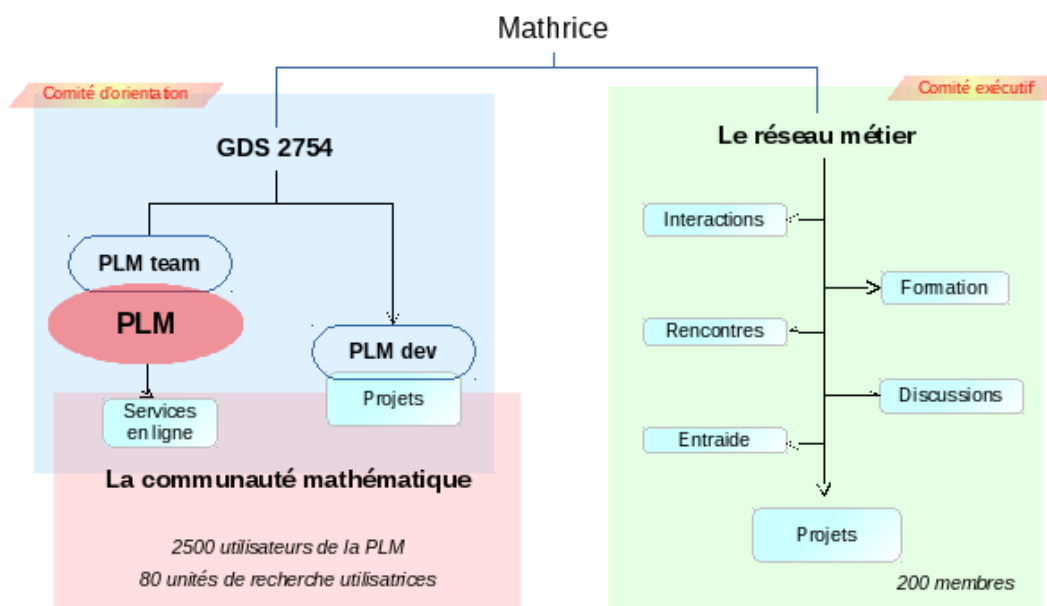 Mathrice
Comité d'orientation
GDS 2754
PLM team
PLM
PLM dev
Projets
Services
en ligne
La communauté mathématique
2500 utilisateurs de la PLM
80 unités de recherche utilisatrices
Comité exécutif
Le réseau métier
Interactions
Formation
Rencontres
Discussions
Entraide
Projets
200 membres